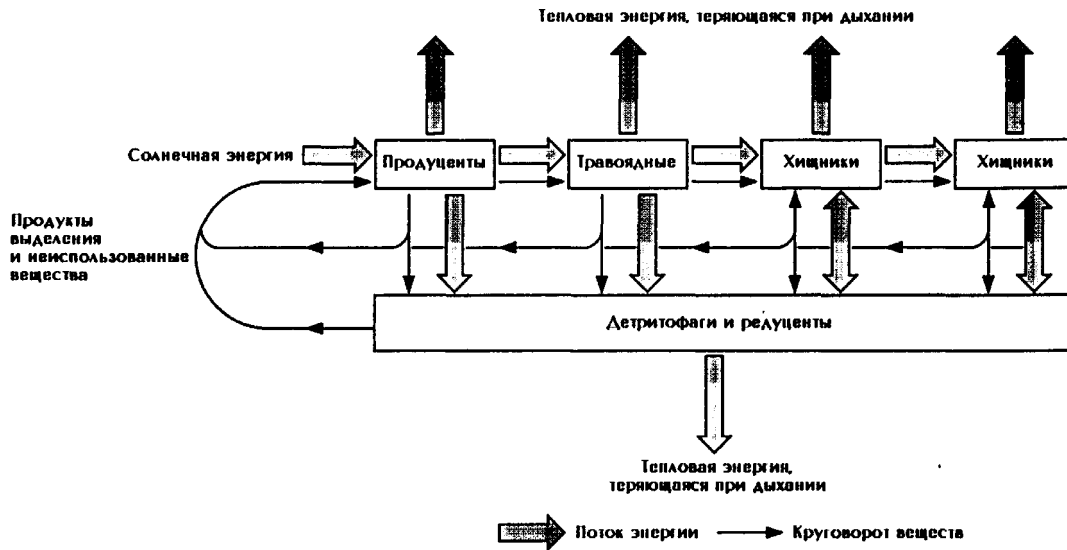 Тепловая энергия, теряющаяся при дыхании
Солнечная энергия
Продуценты
Травоядные
Хищники
Хищники
Продукты
выделения
и неиспользованные
вещества
Детритофаги и редуценты
Тепловая энергия,
теряющаяся при дыхании
Поток энергии
Круговорот веществ